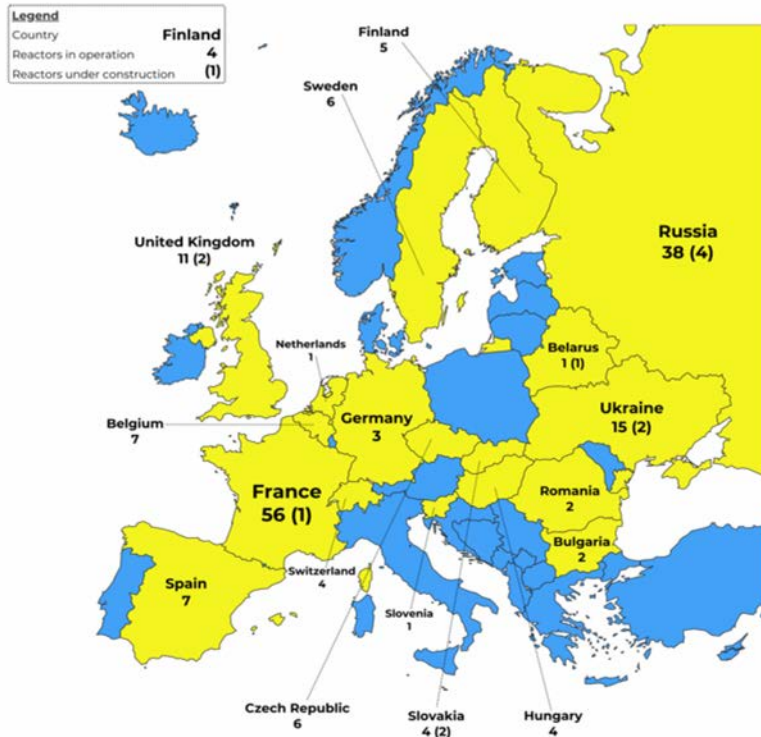 Legend
Country Finland
Reactors in operation 4
Reactors under construction (1)
Finland
5
Sweden
6
United Kingdom
11 (2)
Russia
38 (4)
Netherlands
1
Belarus
1 (1)
Belgium
7
Germany
3
Ukraine
15 (2)
France
56 (1)
Romania
2
Bulgaria
2
Switzerland
4
Spain
7
Slovenia
1
Czech Republic
6
Slovakia
4 (2)
Hungary
4